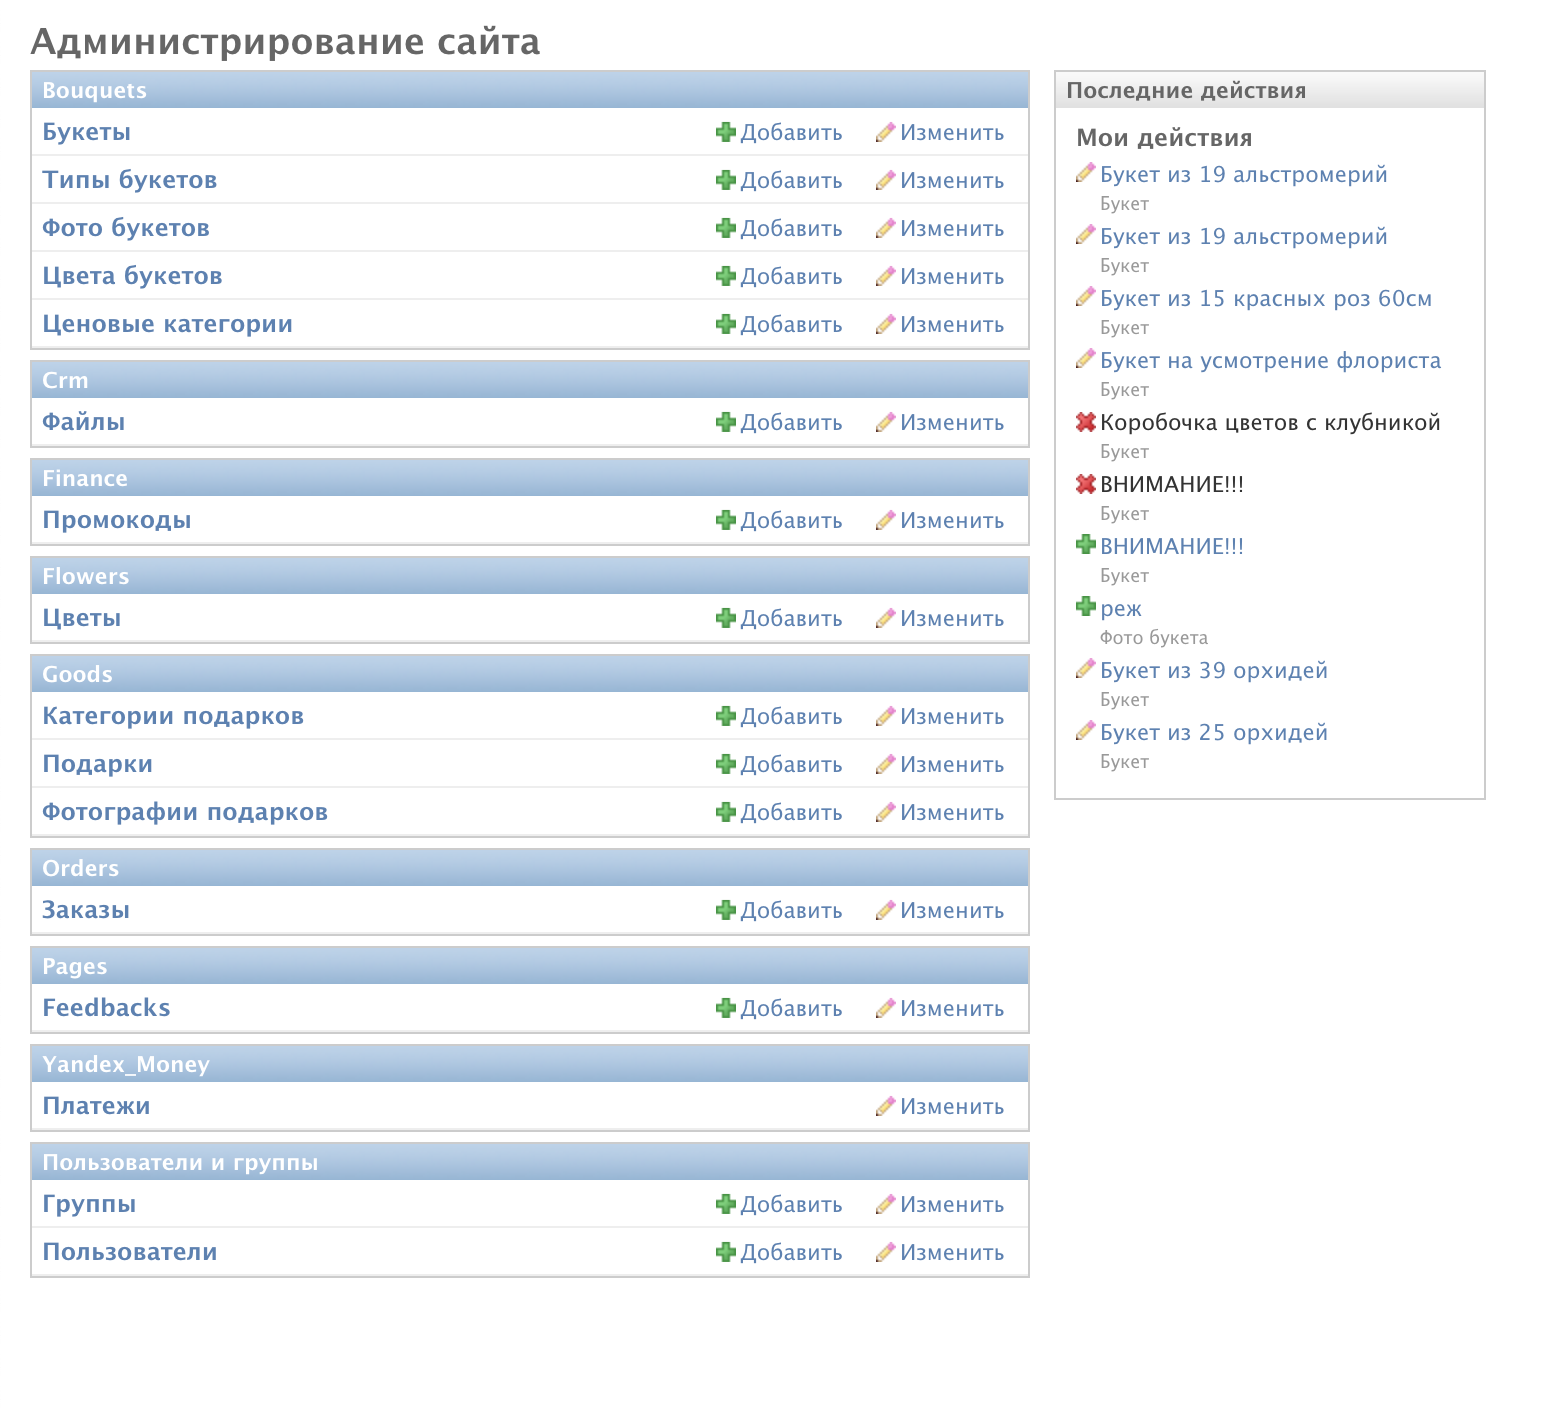 Администрирование сайта
Bouquets
Букеты Добавить Изменить
Типы букетов Добавить Изменить
Фото букетов Добавить Изменить
Цвета букетов Добавить Изменить
Ценовые категории Добавить Изменить
Crm
Файлы Добавить Изменить
Finance
Промокоды Добавить Изменить
Flowers
Цветы Добавить Изменить
Goods
Категории подарков Добавить Изменить
Подарки Добавить Изменить
Фотографии подарков Добавить Изменить
Orders
Заказы Добавить Изменить
Pages
Feedbacks Добавить Изменить
Yandex_Money
Платежи Изменить
Пользователи и группы
Группы Добавить Изменить
Пользователи Добавить Изменить
Последние действия
Мои действия
Букет из 19 альстромерий
Букет
Букет из 19 альстромерий
Букет
Букет из 15 красных роз 60см
Букет
Букет на усмотрение флориста
Букет
Коробочка цветов с клубникой
Букет
ВНИМАНИЕ!!!
Букет
ВНИМАНИЕ!!!
Букет
реж
Фото букета
Букет из 39 орхидей
Букет
Букет из 25 орхидей
Букет